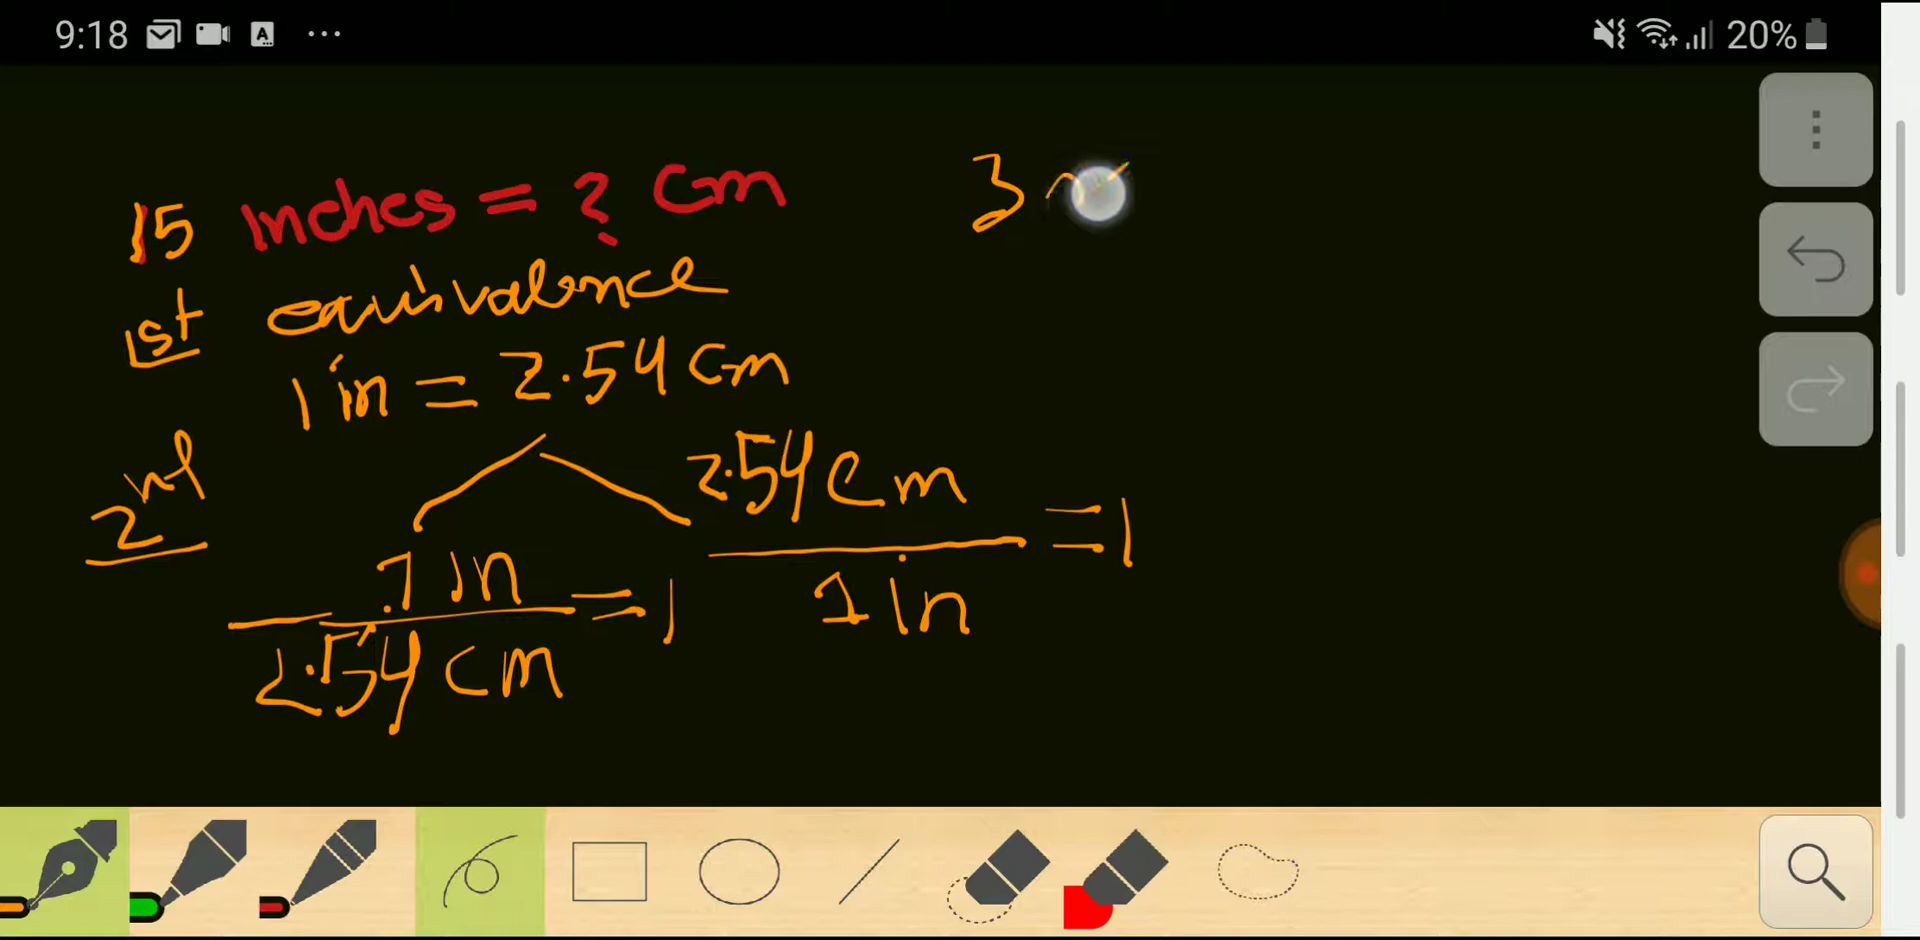 9:18 A ... 20%
15 Inches = ? Cm
1st equivalence
1 in = 2.54 cm
2nd
1 in = 1
2.54 cm
2.54 Cm = 1
1 in
3